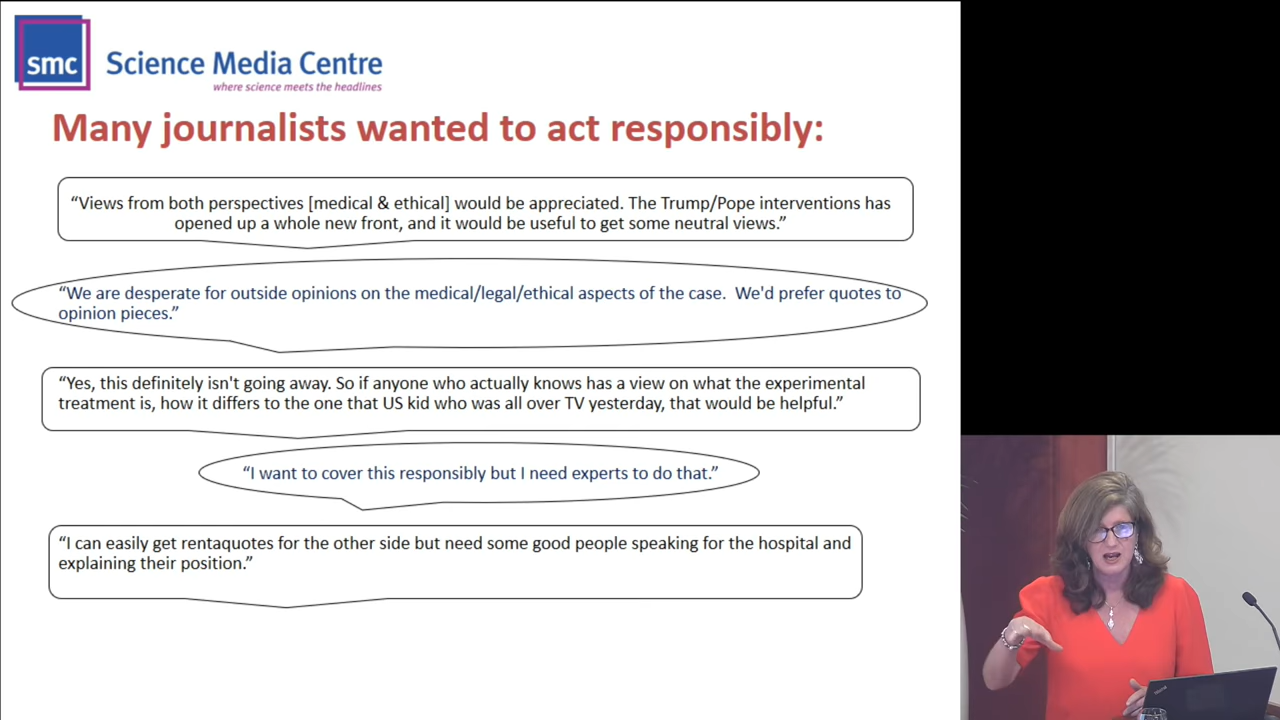 smc
Science Media Centre
where science meets the headlines
Many journalists wanted to act responsibly:
“Views from both perspectives [medical & ethical] would be appreciated. The Trump/Pope interventions has
opened up a whole new front, and it would be useful to get some neutral views.”
“We are desperate for outside opinions on the medical/legal/ethical aspects of the case.  We'd prefer quotes to
opinion pieces.”
“Yes, this definitely isn't going away. So if anyone who actually knows has a view on what the experimental
treatment is, how it differs to the one that US kid who was all over TV yesterday, that would be helpful.”
“I want to cover this responsibly but I need experts to do that.”
“I can easily get rentaquotes for the other side but need some good people speaking for the hospital and
explaining their position.”